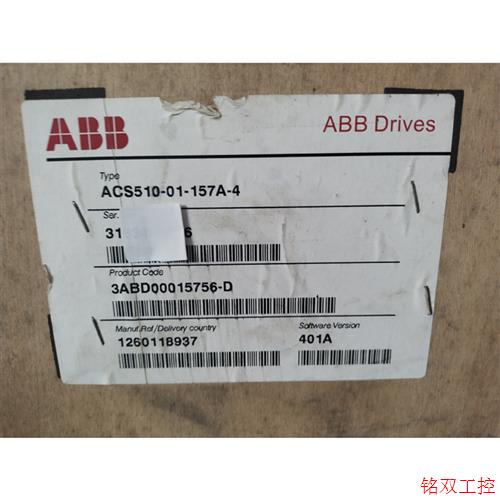 ABB
ABB Drives
Type
ACS510-01-157A-4
Ser.
Product Code
3ABD00015756-D
Manuf.Ref/Delivery country
Software Version
1260118937
401A
铭双工控